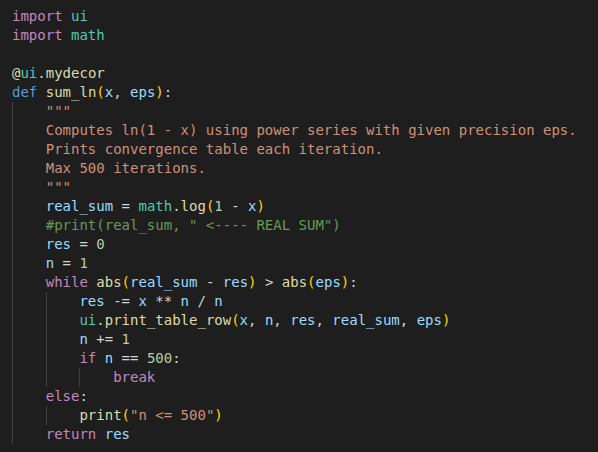 import ui
import math

@ui.mydecor
def sum_ln(x, eps):
    """
    Computes ln(1 - x) using power series with given precision eps.
    Prints convergence table each iteration.
    Max 500 iterations.
    """
    real_sum = math.log(1 - x)
    #print(real_sum, " <---- REAL SUM")
    res = 0
    n = 1
    while abs(real_sum - res) > abs(eps):
        res -= x ** n / n
        ui.print_table_row(x, n, res, real_sum, eps)
        n += 1
        if n == 500:
            break
    else:
        print("n <= 500")
    return res